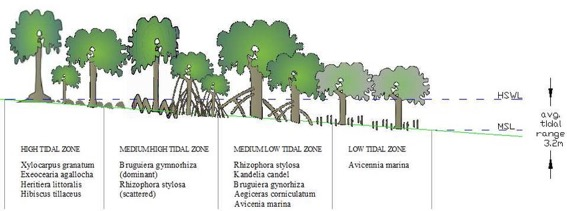 HSWL
MSL
avg.
tidal
range
3.2m
HIGH TIDAL ZONE
Xylocarpus granatum
Exeoecaria agallocha
Heritiera littoralis
Hibiscus tillaceus
MEDIUM HIGH TIDAL ZONE
Bruguiera gymnorhiza
(dominant)
Rhizophora stylosa
(scattered)
MEDIUM LOW TIDAL ZONE
Rhizophora stylosa
Kandelia candel
Bruguiera gynorhiza
Aegiceras corniculatum
Avicenia marina
LOW TIDAL ZONE
Avicennia marina